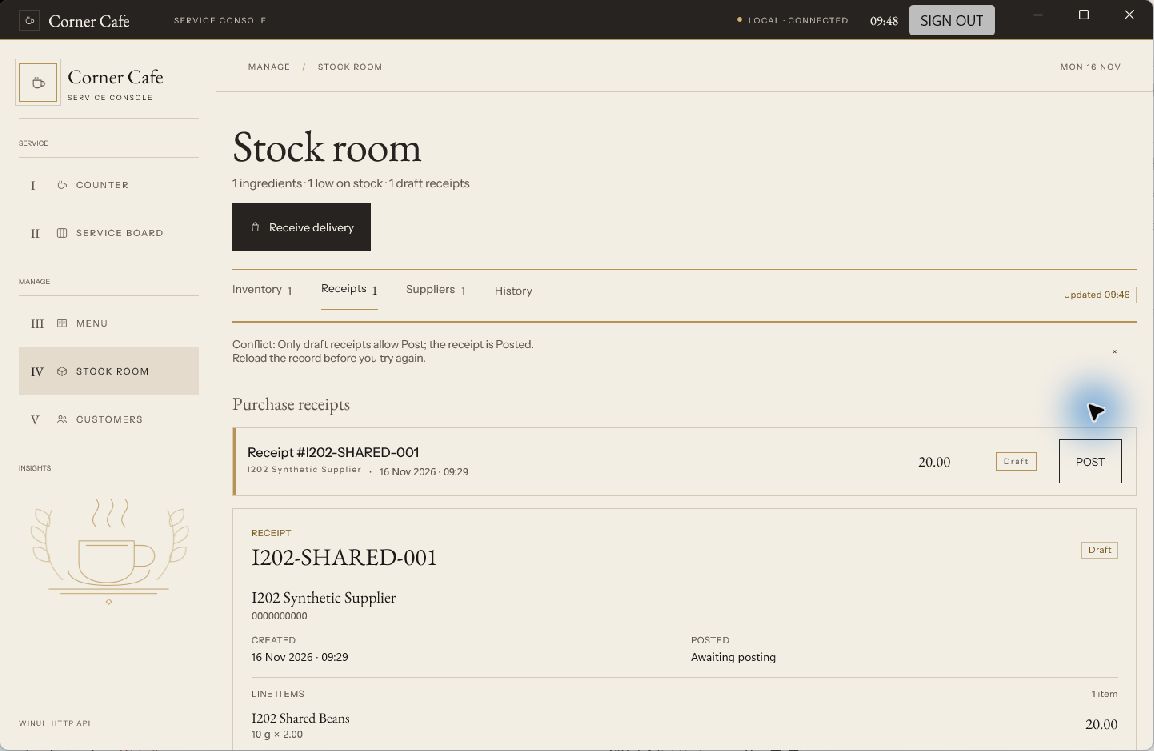 Corner Cafe
SERVICE CONSOLE
LOCAL · CONNECTED
09:48
SIGN OUT
Corner Cafe
SERVICE CONSOLE
MANAGE / STOCK ROOM
MON 16 NOV
SERVICE
I COUNTER
II SERVICE BOARD
MANAGE
III MENU
IV STOCK ROOM
V CUSTOMERS
INSIGHTS
WINUI HTTP API
Stock room
1 ingredients · 1 low on stock · 1 draft receipts
Receive delivery
Inventory 1
Receipts 1
Suppliers 1
History
Updated 09:48
Conflict: Only draft receipts allow Post; the receipt is Posted.
Reload the record before you try again.
Purchase receipts
Receipt #I202-SHARED-001
I202 Synthetic Supplier · 16 Nov 2026 · 09:29
20.00
Draft
POST
RECEIPT
I202-SHARED-001
Draft
I202 Synthetic Supplier
0000000000
CREATED
16 Nov 2026 · 09:29
POSTED
Awaiting posting
LINE ITEMS
1 item
I202 Shared Beans
10 g × 2.00
20.00